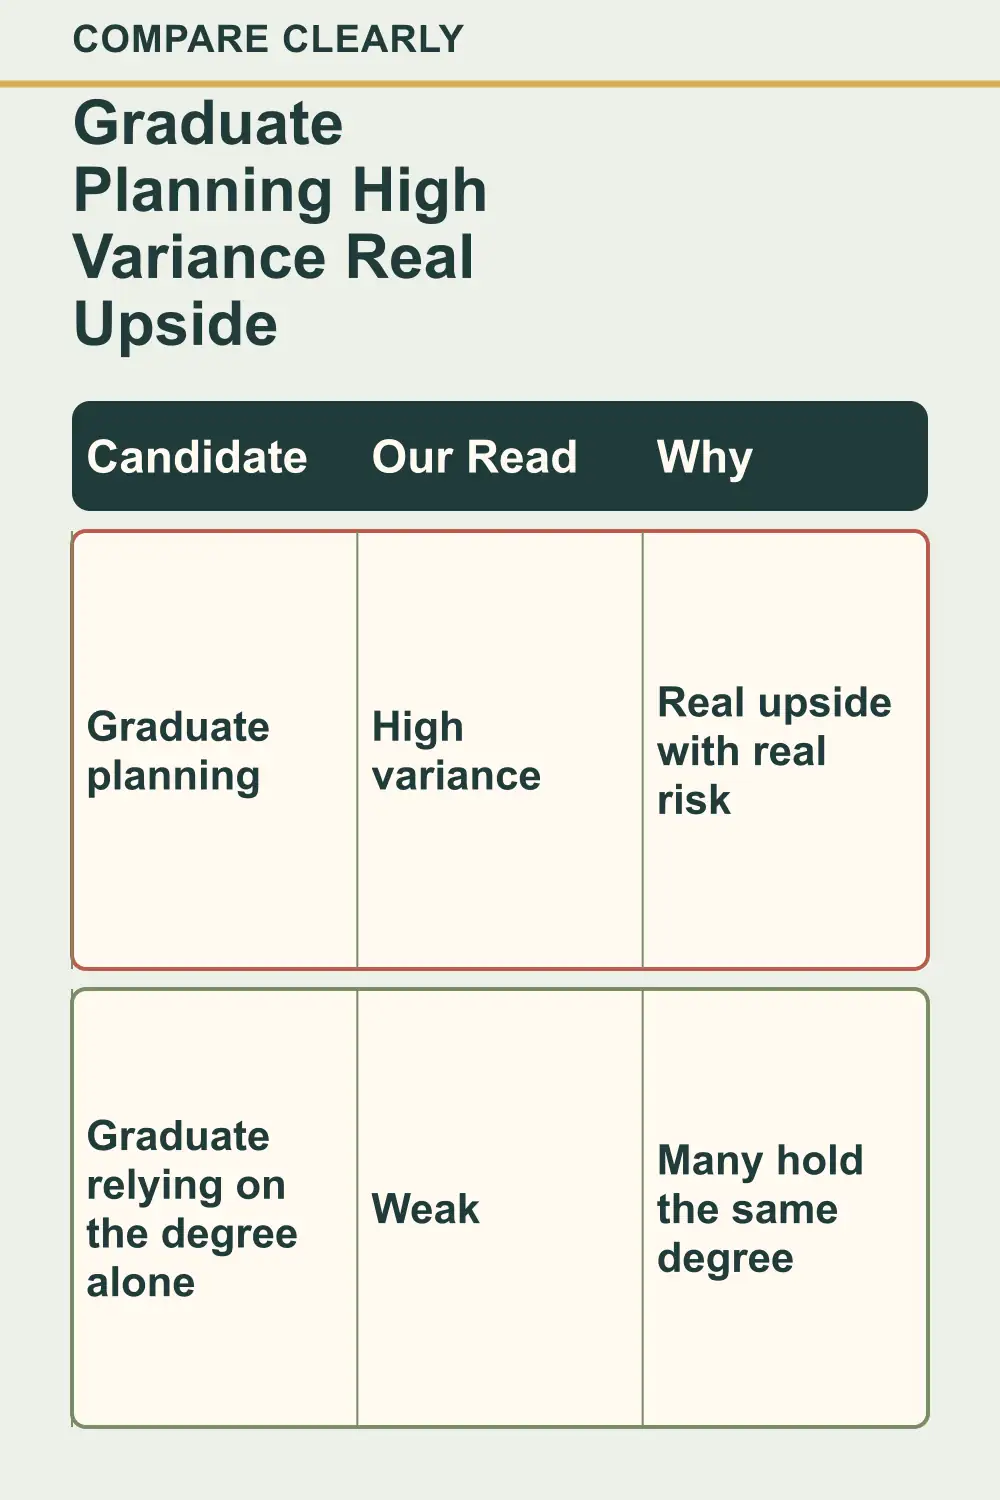 COMPARE CLEARLY
Graduate
Planning High
Variance Real
Upside
Candidate Our Read Why
Graduate
planning
High
variance
Real upside
with real
risk
Graduate
relying on
the degree
alone
Weak
Many hold
the same
degree